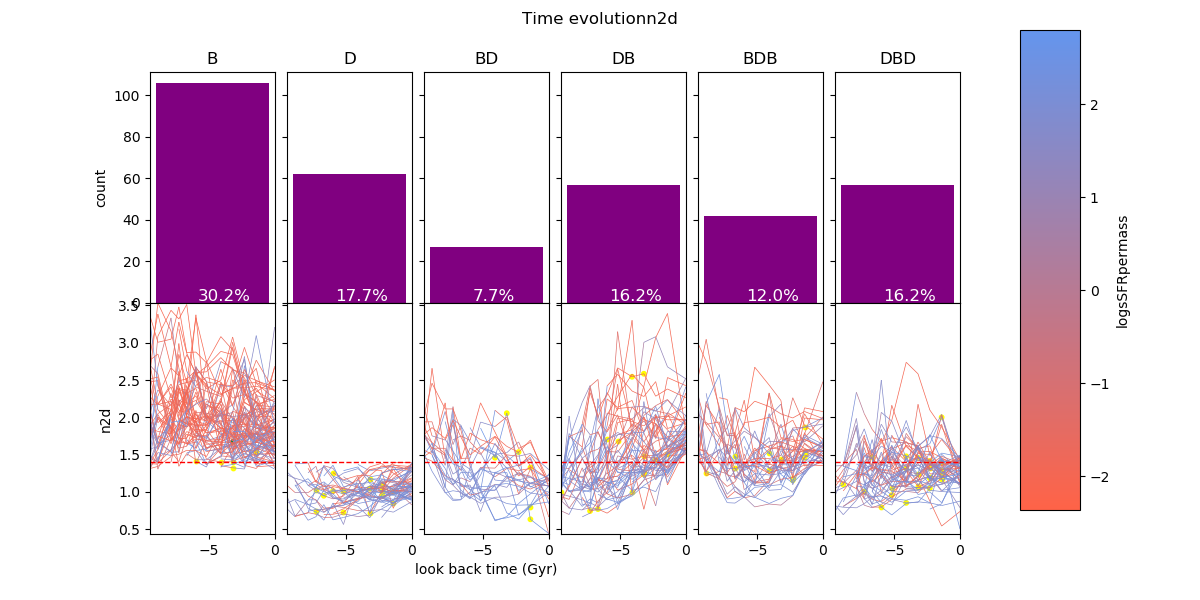 Time evolutionn2d
B D BD DB BDB DBD
count
100
80
60
40
20
0
30.2% 17.7% 7.7% 16.2% 12.0% 16.2%
n2d
3.5
3.0
2.5
2.0
1.5
1.0
0.5
−5 0 −5 0 −5 0 −5 0 −5 0 −5 0
look back time (Gyr)
2
1
0
−1
−2
logsSFRpermass